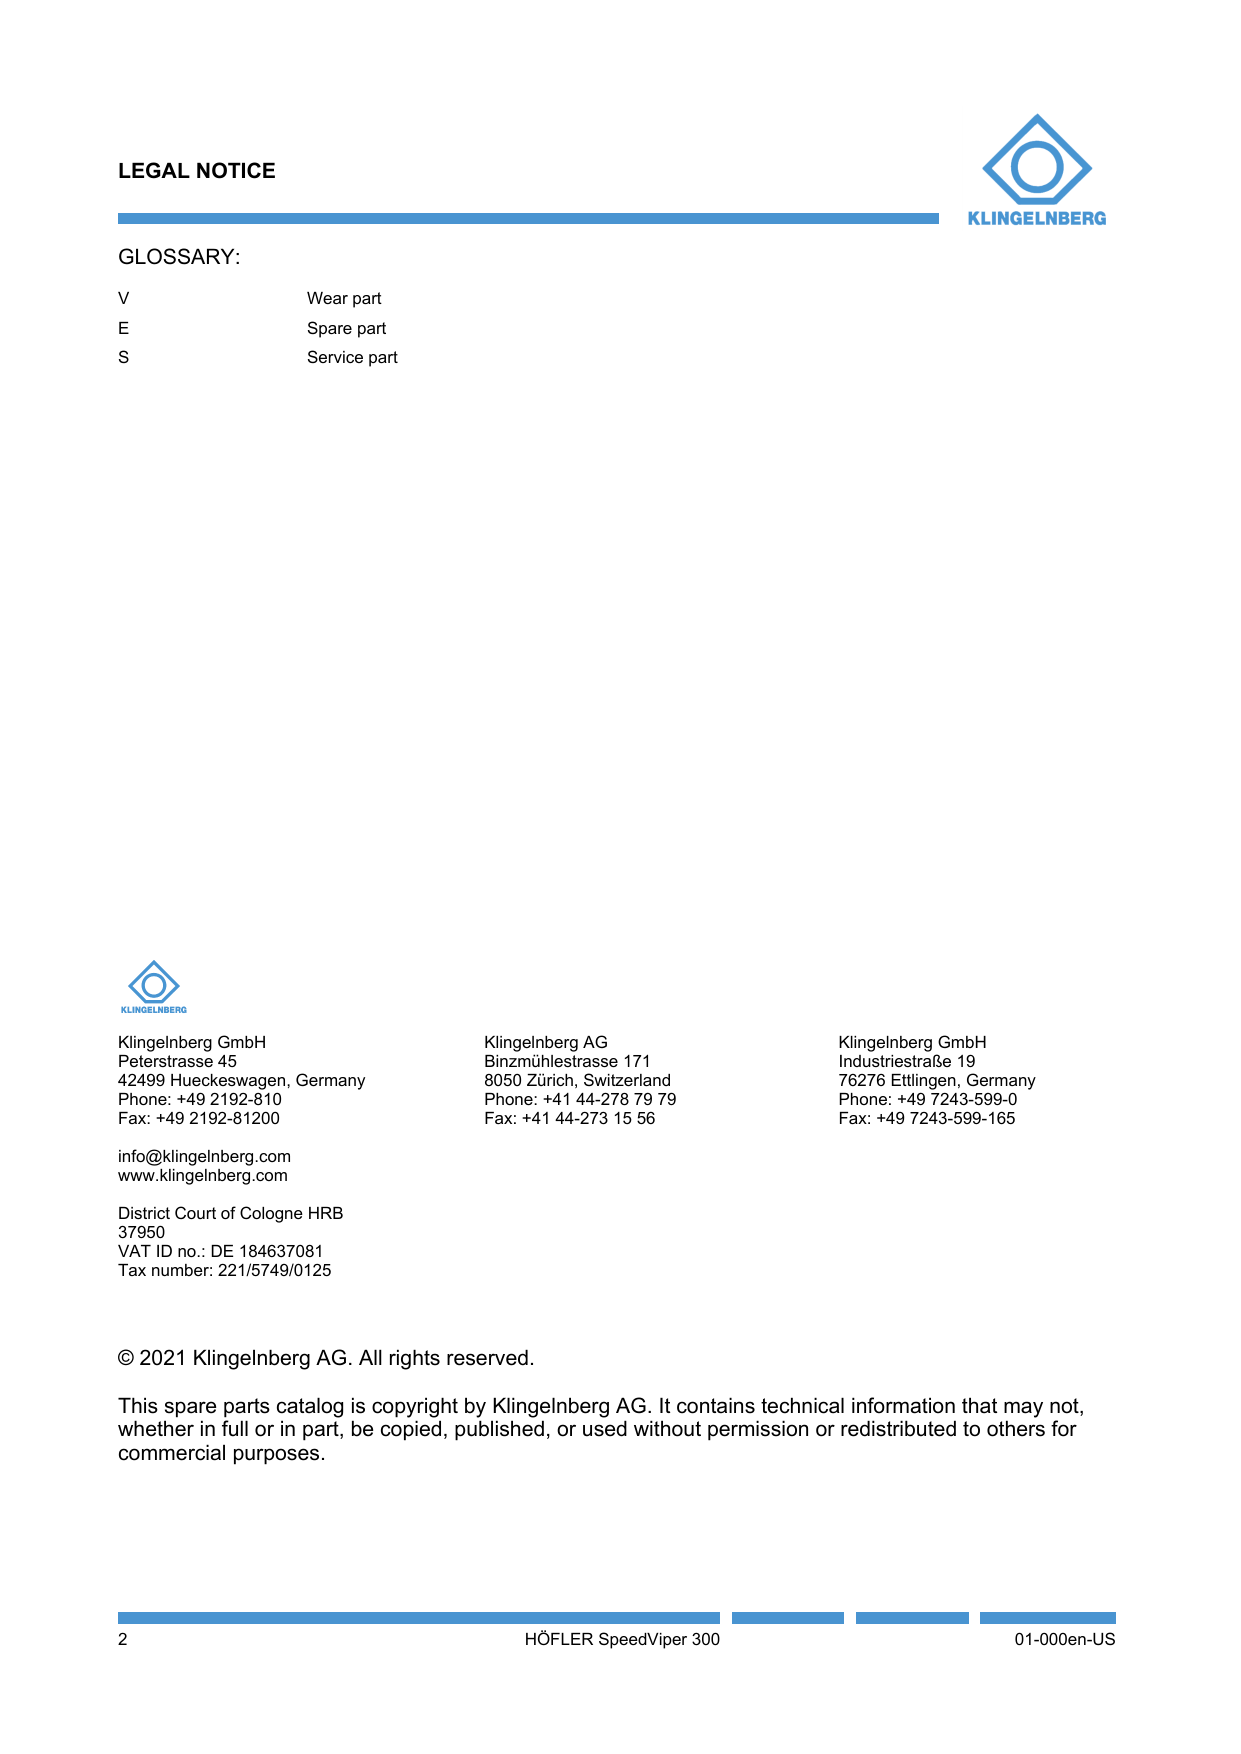 LEGAL NOTICE
KLINGELNBERG
GLOSSARY:
V Wear part
E Spare part
S Service part
KLINGELNBERG
Klingelnberg GmbH
Peterstrasse 45
42499 Hueckeswagen, Germany
Phone: +49 2192-810
Fax: +49 2192-81200
info@klingelnberg.com
www.klingelnberg.com
District Court of Cologne HRB
37950
VAT ID no.: DE 184637081
Tax number: 221/5749/0125
Klingelnberg AG
Binzmühlestrasse 171
8050 Zürich, Switzerland
Phone: +41 44-278 79 79
Fax: +41 44-273 15 56
Klingelnberg GmbH
Industriestraße 19
76276 Ettlingen, Germany
Phone: +49 7243-599-0
Fax: +49 7243-599-165
© 2021 Klingelnberg AG. All rights reserved.
This spare parts catalog is copyright by Klingelnberg AG. It contains technical information that may not,
whether in full or in part, be copied, published, or used without permission or redistributed to others for
commercial purposes.
2 HÖFLER SpeedViper 300 01-000en-US